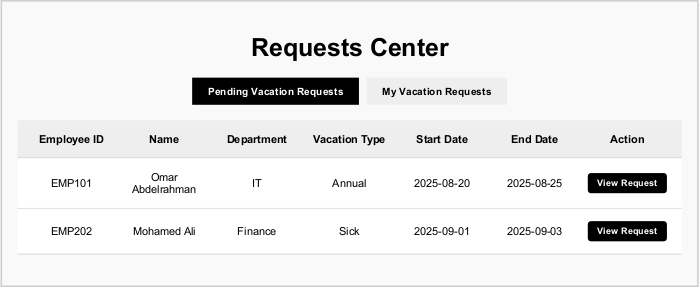 Requests Center
Pending Vacation Requests My Vacation Requests
Employee ID Name Department Vacation Type Start Date End Date Action
EMP101 Omar Abdelrahman IT Annual 2025-08-20 2025-08-25 View Request
EMP202 Mohamed Ali Finance Sick 2025-09-01 2025-09-03 View Request